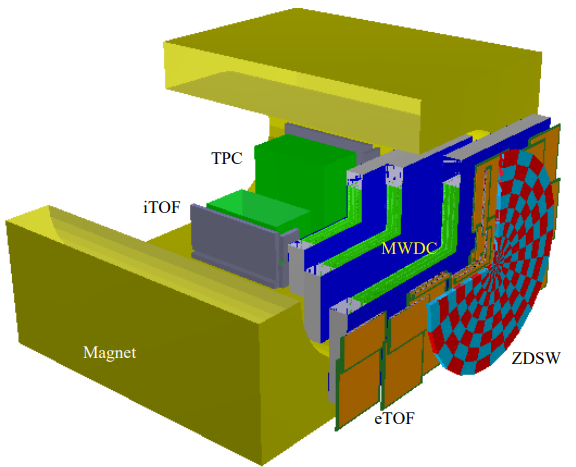 TPC
iTOF
MWDC
Magnet
ZDSW
eTOF